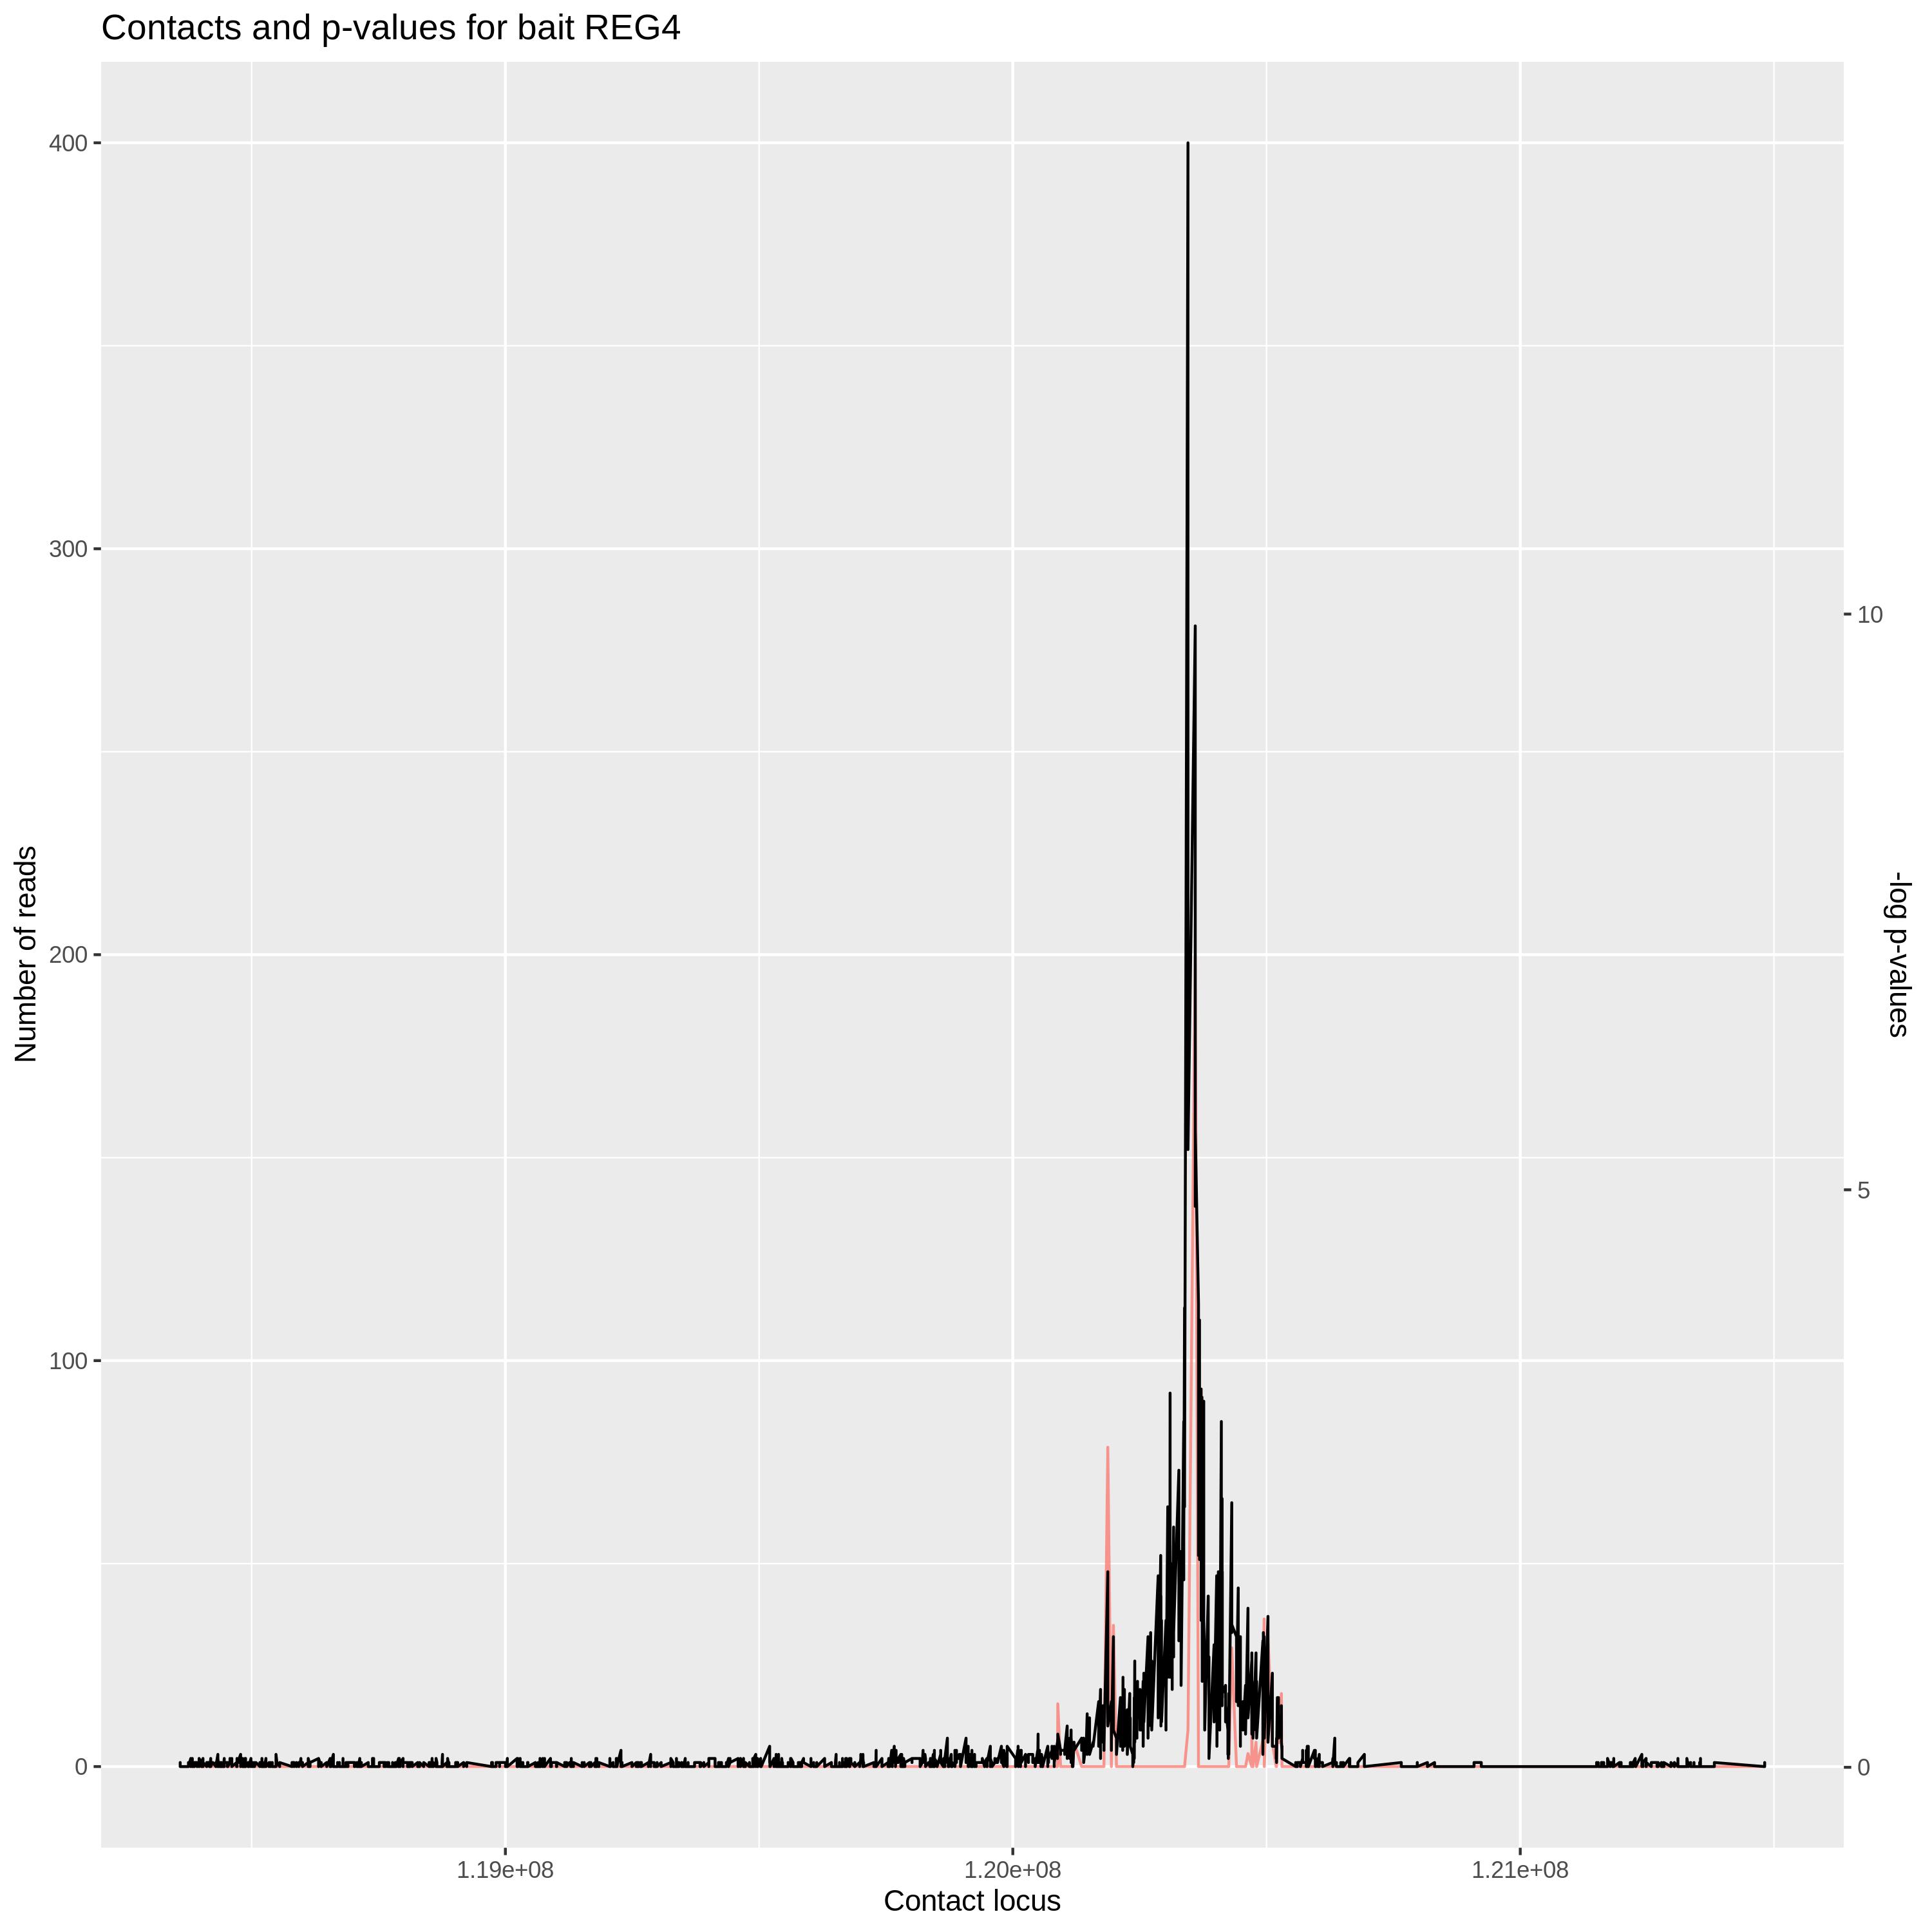 Contacts and p-values for bait REG4
400
300
200
100
0
Number of reads
10
5
0
-log p-values
1.19e+08
1.20e+08
1.21e+08
Contact locus